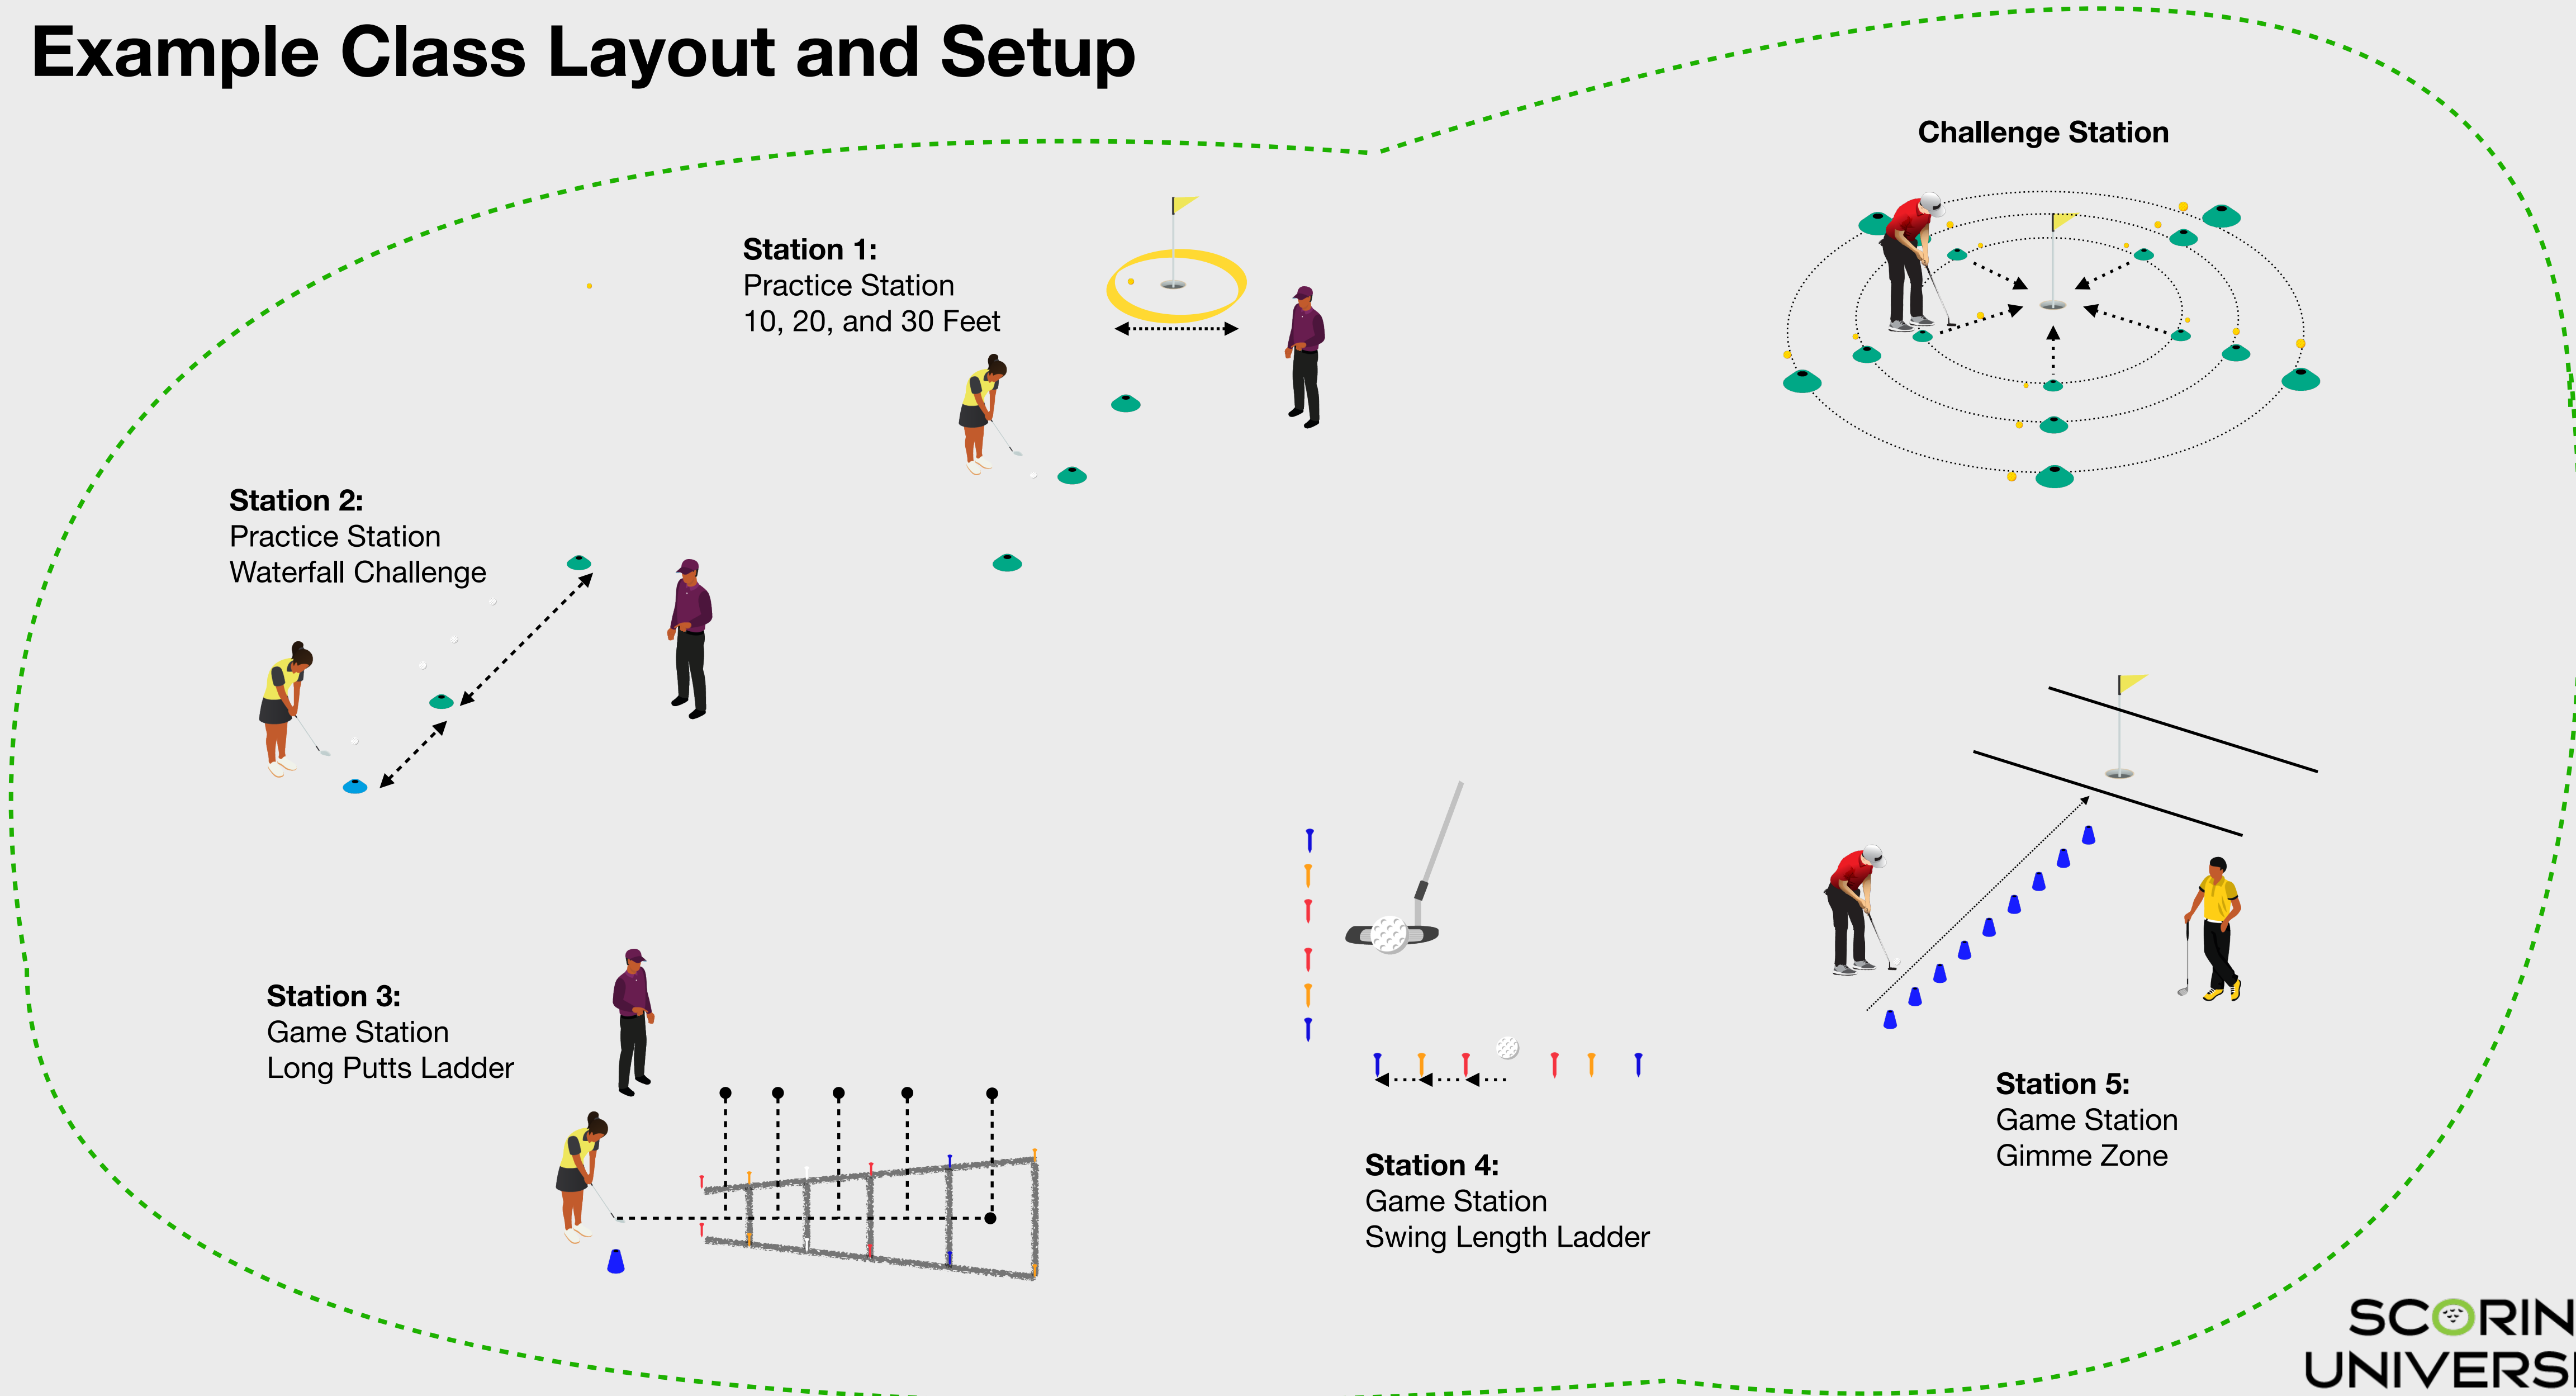 Example Class Layout and Setup
Challenge Station
Station 1:
Practice Station
10, 20, and 30 Feet
Station 2:
Practice Station
Waterfall Challenge
Station 3:
Game Station
Long Putts Ladder
Station 4:
Game Station
Swing Length Ladder
Station 5:
Game Station
Gimme Zone
SCORIN
UNIVERSI